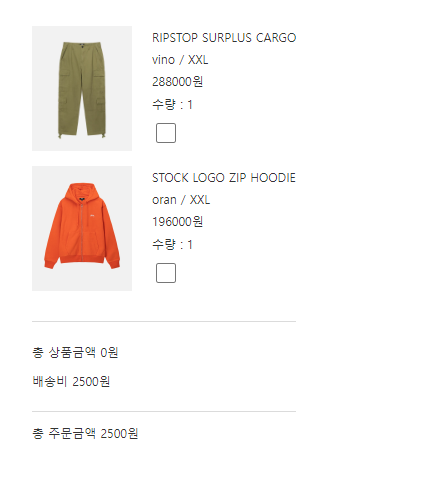 RIPSTOP SURPLUS CARGO
vino / XXL
288000원
수량 : 1
STOCK LOGO ZIP HOODIE
oran / XXL
196000원
수량 : 1
총 상품금액 0원
배송비 2500원
총 주문금액 2500원